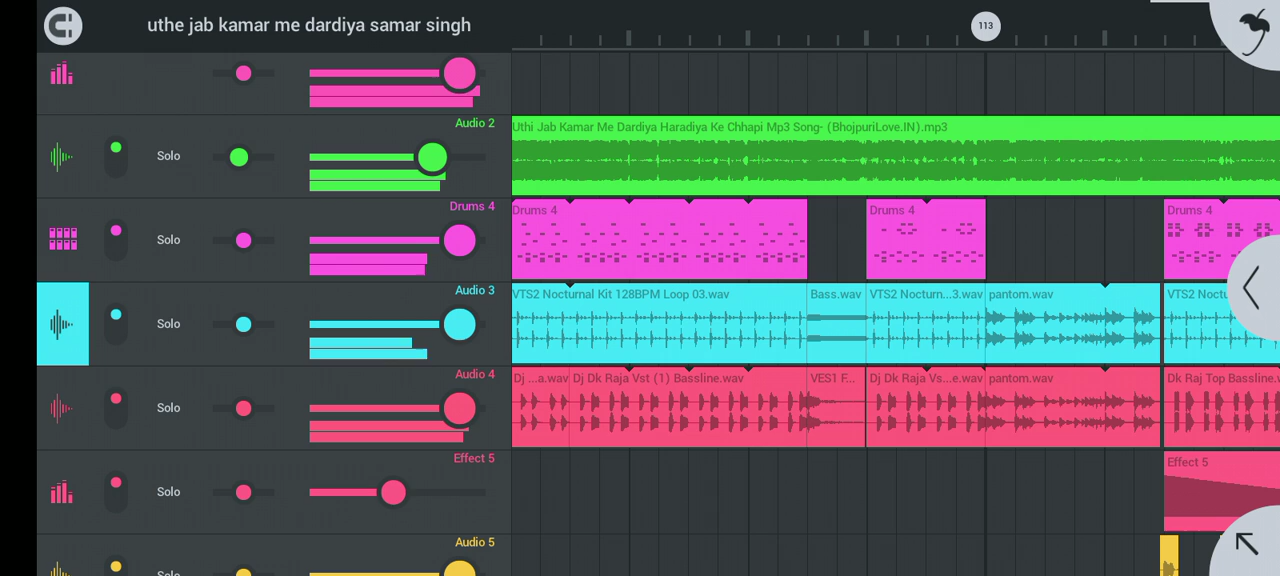 uthe jab kamar me dardiya samar singh
113
Audio 2
Uthi Jab Kamar Me Dardiya Haradiya Ke Chhapi Mp3 Song- (BhojpuriLove.IN).mp3
Solo
Drums 4
Drums 4 Drums 4 Drums 4
Solo
Audio 3
VTS2 Nocturnal Kit 128BPM Loop 03.wav Bass.wav VTS2 Nocturn...3.wav pantom.wav VTS2 Noctu
Solo
Audio 4
Dj ...a.wav Dj Dk Raja Vst (1) Bassline.wav VES1 F... Dj Dk Raja Vs...e.wav pantom.wav Dk Raj Top Bassline.v
Solo
Effect 5
Effect 5
Solo
Audio 5
Solo